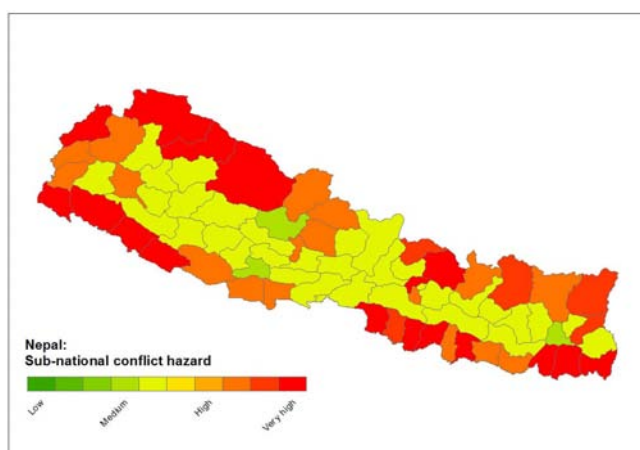 Nepal:
Sub-national conflict hazard
Low
Medium
High
Very high